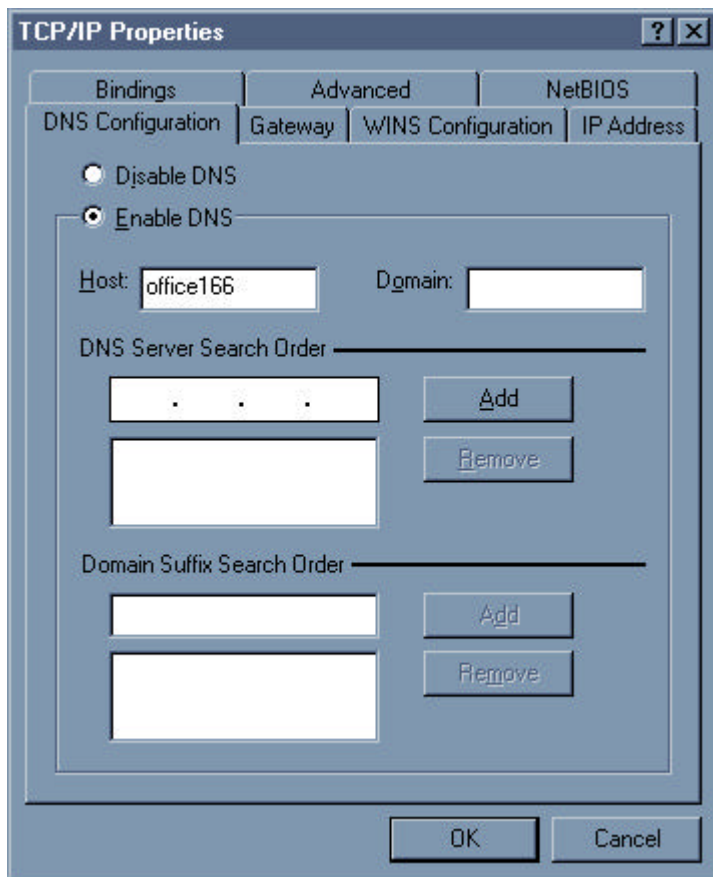 TCP/IP Properties
Bindings Advanced NetBIOS
DNS Configuration Gateway WINS Configuration IP Address
Disable DNS
Enable DNS
Host: office166 Domain:
DNS Server Search Order
. . .
Add
Remove
Domain Suffix Search Order
Add
Remove
OK Cancel